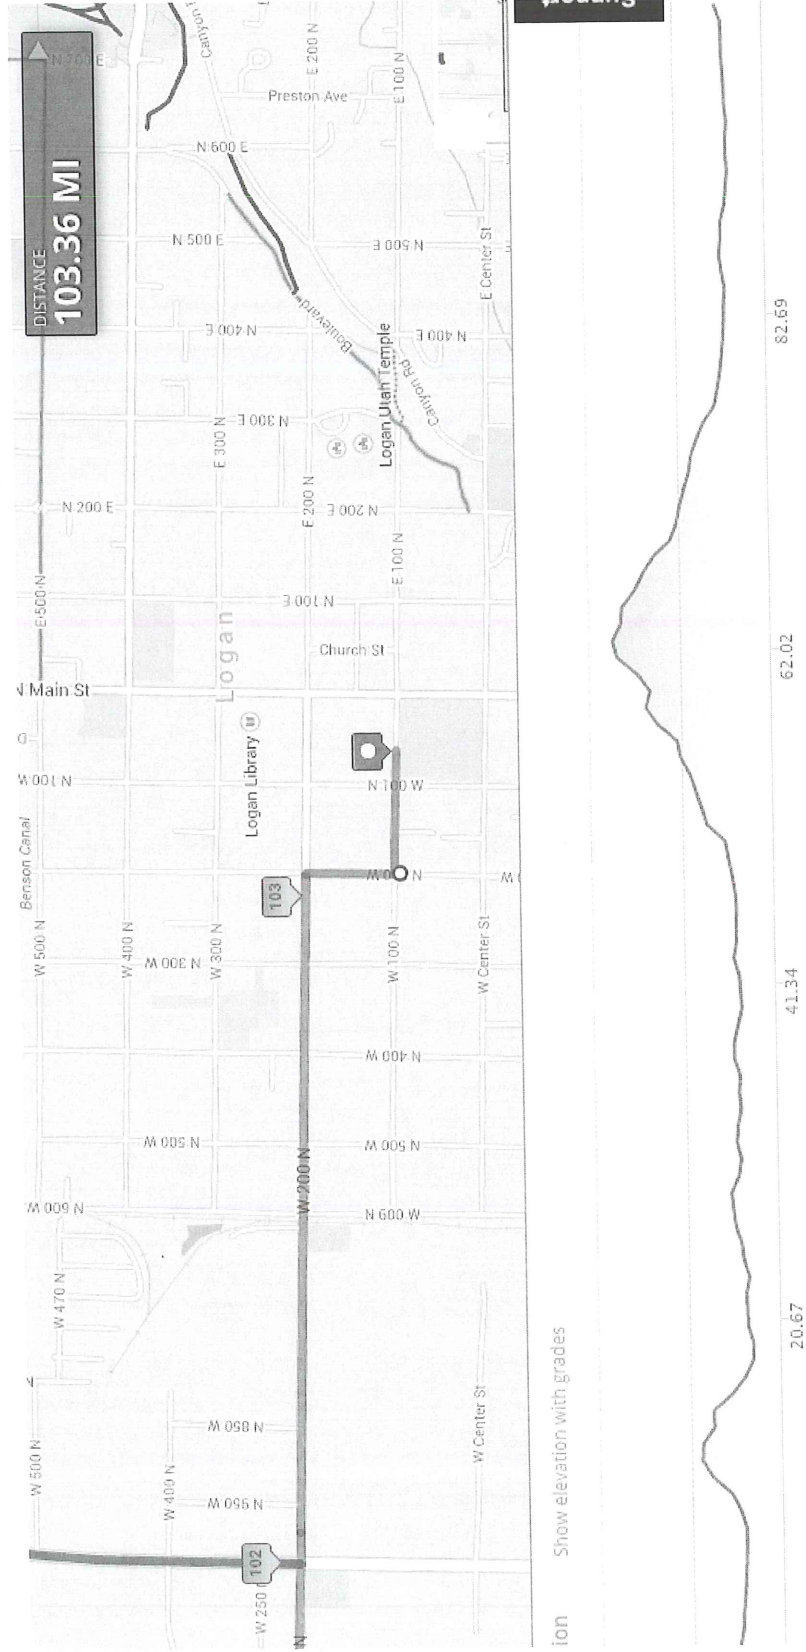 DISTANCE
103.36 MI
N 700 E
Canyon
E 200 N
E 100 N
Preston Ave
N 600 E
N 500 E
N 500 E
E Center St
N 400 E
Boulevard
N 400 E
Logan Utah Temple
Canyon Rd
N 300 E
E 300 N
N 200 E
E 200 N
N 200 E
E 100 N
E 500 N
N 100 E
Logan
Church St
N Main St
Logan Library
N 100 W
N 100 W
Benson Canal
103
W 500 N
W 400 N
N 300 W
W 300 N
W 100 N
W Center St
N 400 W
N 500 W
W 200 N
N 500 W
N 600 W
N 600 W
W 470 N
W 500 N
N 850 W
W Center St
W 400 N
N 950 W
102
W 250
Support
ion
Show elevation with grades
20.67
41.34
62.02
82.69